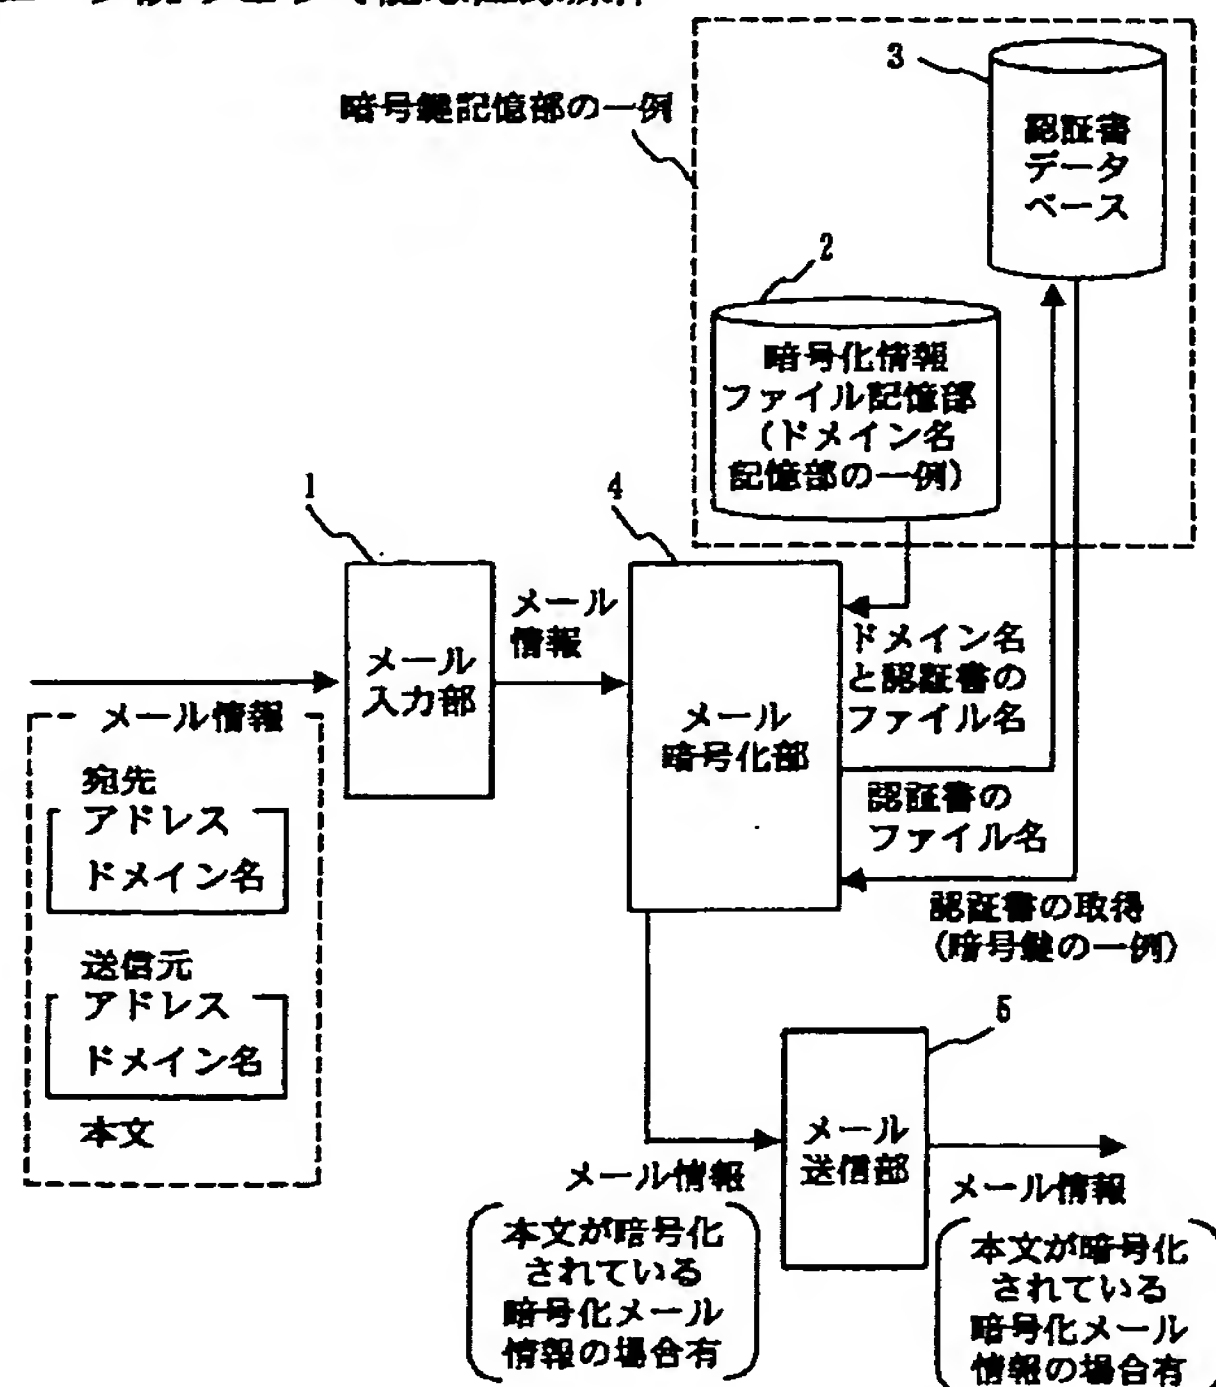 3
暗号鍵記憶部の一例
認証書
データ
ベース
2
暗号化情報
ファイル記憶部
(ドメイン名
記憶部の一例)
1
4
メール
情報
メール
入力部
メール
暗号化部
ドメイン名
と認証書の
ファイル名
認証書の
ファイル名
認証書の取得
(暗号鍵の一例)
メール情報
宛先
アドレス
ドメイン名
送信元
アドレス
ドメイン名
本文
5
メール
送信部
メール情報
本文が暗号化
されている
暗号化メール
情報の場合有
メール情報
本文が暗号化
されている
暗号化メール
情報の場合有